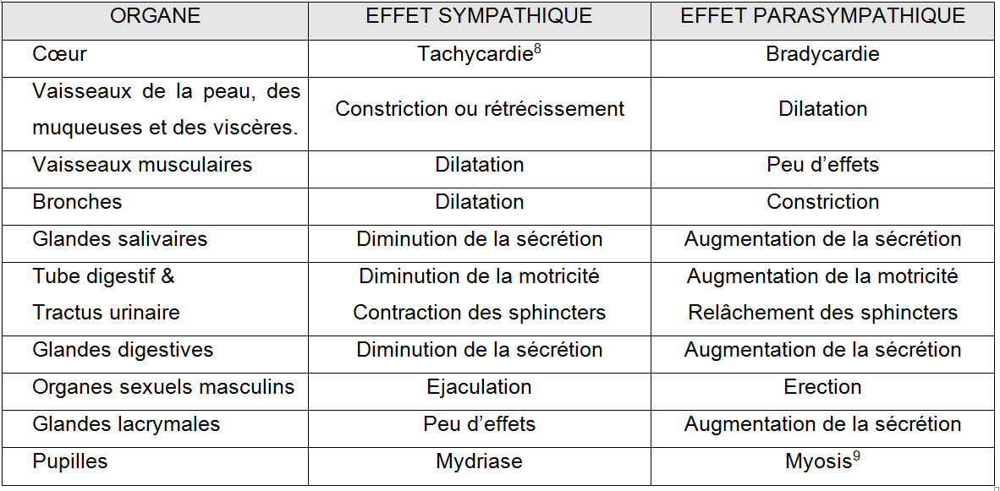 ORGANE EFFET SYMPATHIQUE EFFET PARASYMPATHIQUE
Cœur Tachycardie⁸ Bradycardie
Vaisseaux de la peau, des
muqueuses et des viscères. Constriction ou rétrécissement Dilatation
Vaisseaux musculaires Dilatation Peu d’effets
Bronches Dilatation Constriction
Glandes salivaires Diminution de la sécrétion Augmentation de la sécrétion
Tube digestif & Diminution de la motricité Augmentation de la motricité
Tractus urinaire Contraction des sphincters Relâchement des sphincters
Glandes digestives Diminution de la sécrétion Augmentation de la sécrétion
Organes sexuels masculins Ejaculation Erection
Glandes lacrymales Peu d’effets Augmentation de la sécrétion
Pupilles Mydriase Myosis⁹